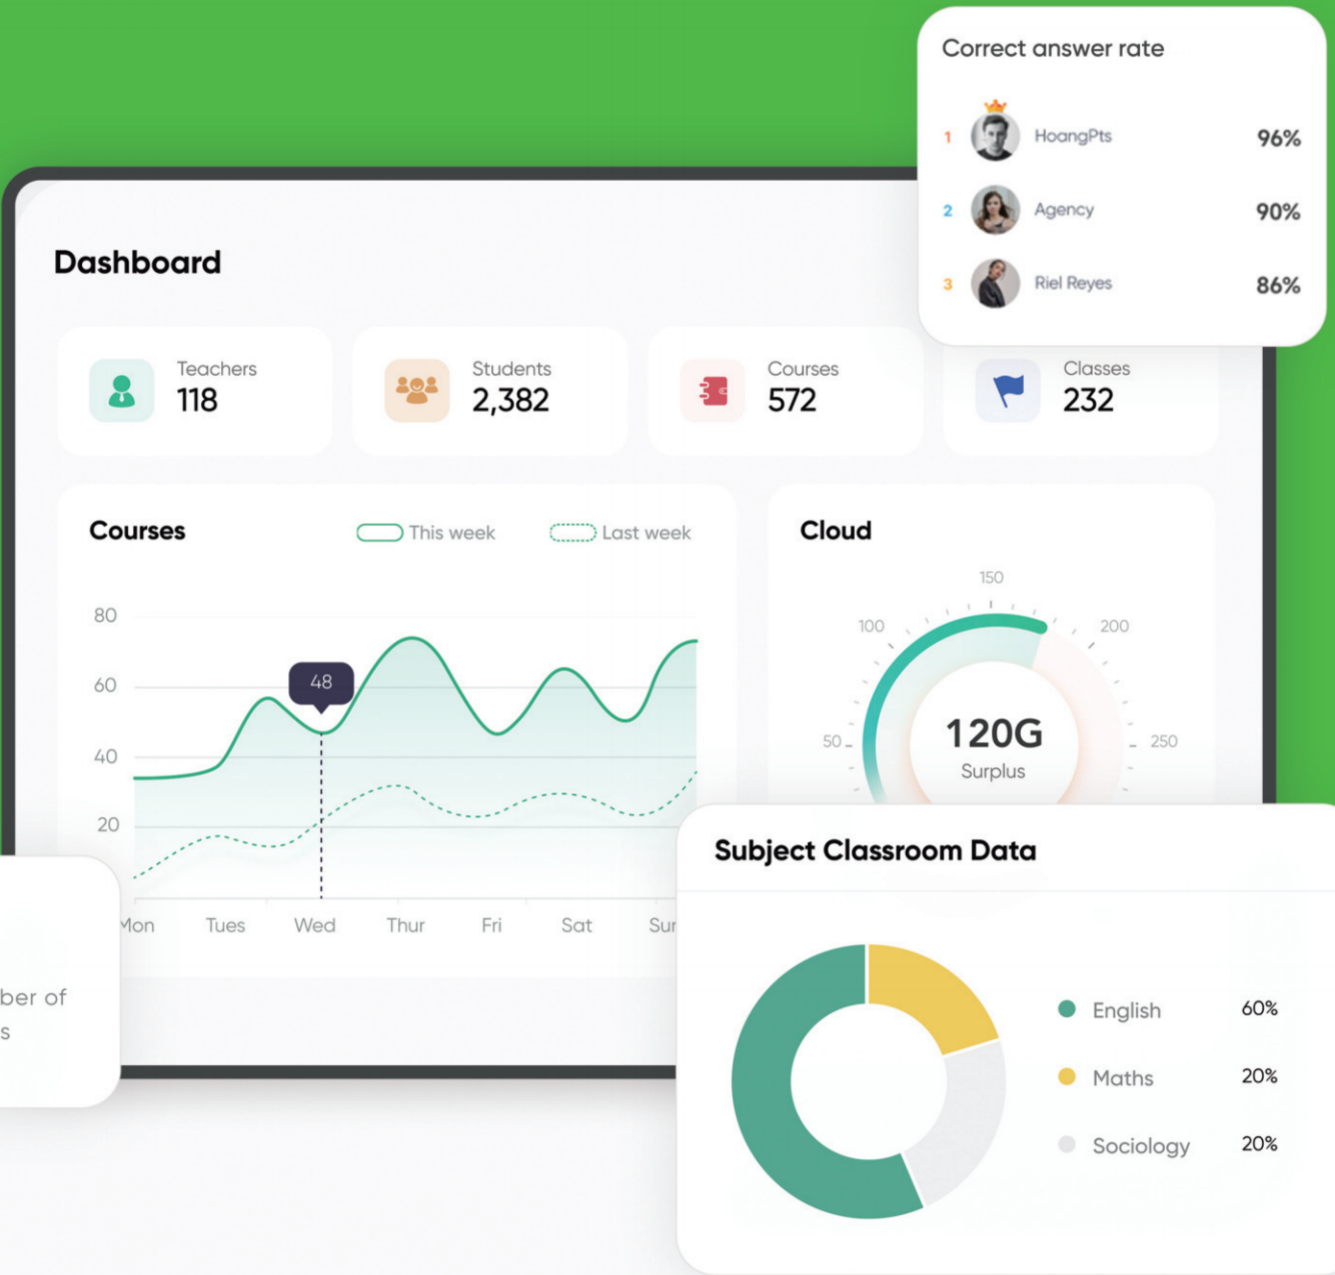 Correct answer rate
1 HoangPts 96%
2 Agency 90%
3 Riel Reyes 86%
Dashboard
Teachers
118
Students
2,382
Courses
572
Classes
232
Courses
This week
Last week
80
60
40
20
48
Mon Tues Wed Thur Fri Sat Sun
Cloud
50
100
150
200
250
120G
Surplus
ber of
s
Subject Classroom Data
English 60%
Maths 20%
Sociology 20%